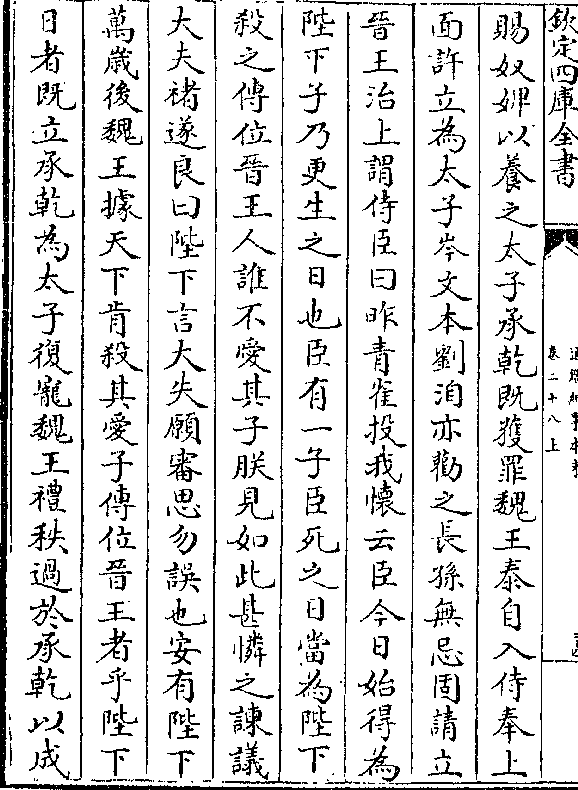 欽定四庫全書
卷二十八上
賜奴婢以養之太子承乾既獲罪魏王泰自入侍奉上
面許立為太子岑文本劉洎亦勸之長孫無忌固請立
晉王治上謂侍臣曰昨青雀投我懷云臣今日始得為
陛下子乃更生之日也臣有一子臣死之日當為陛下
殺之傳位晉王人誰不愛其子朕見如此甚憐之諫議
大夫褚遂良曰陛下言大失願審思勿誤也安有陛下
萬歲後魏王據天下肯殺其愛子傳位晉王者乎陛下
日者既立承乾為太子復寵魏王禮秩過於承乾以成